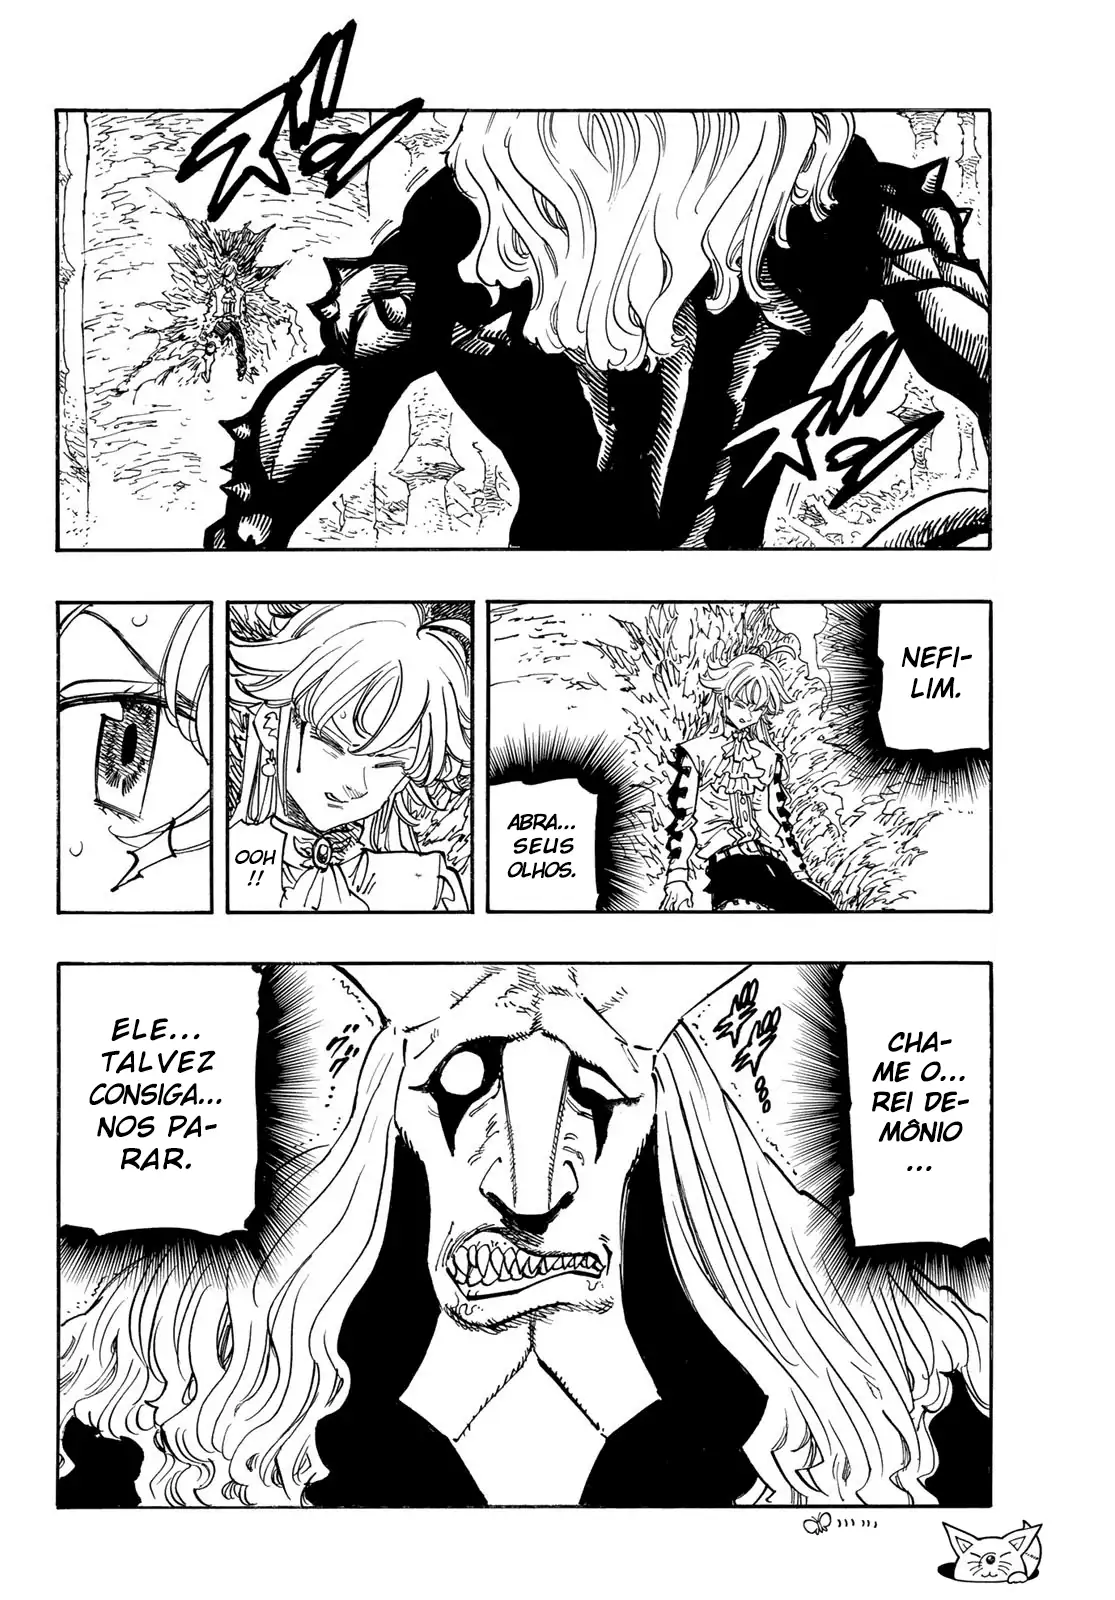 NEFI-
LIM.
ABRA...
SEUS
OLHOS.
OOH
!!
CHA-
ME O...
REI DE-
MÔNIO
...
ELE...
TALVEZ
CONSIGA...
NOS PA-
RAR.